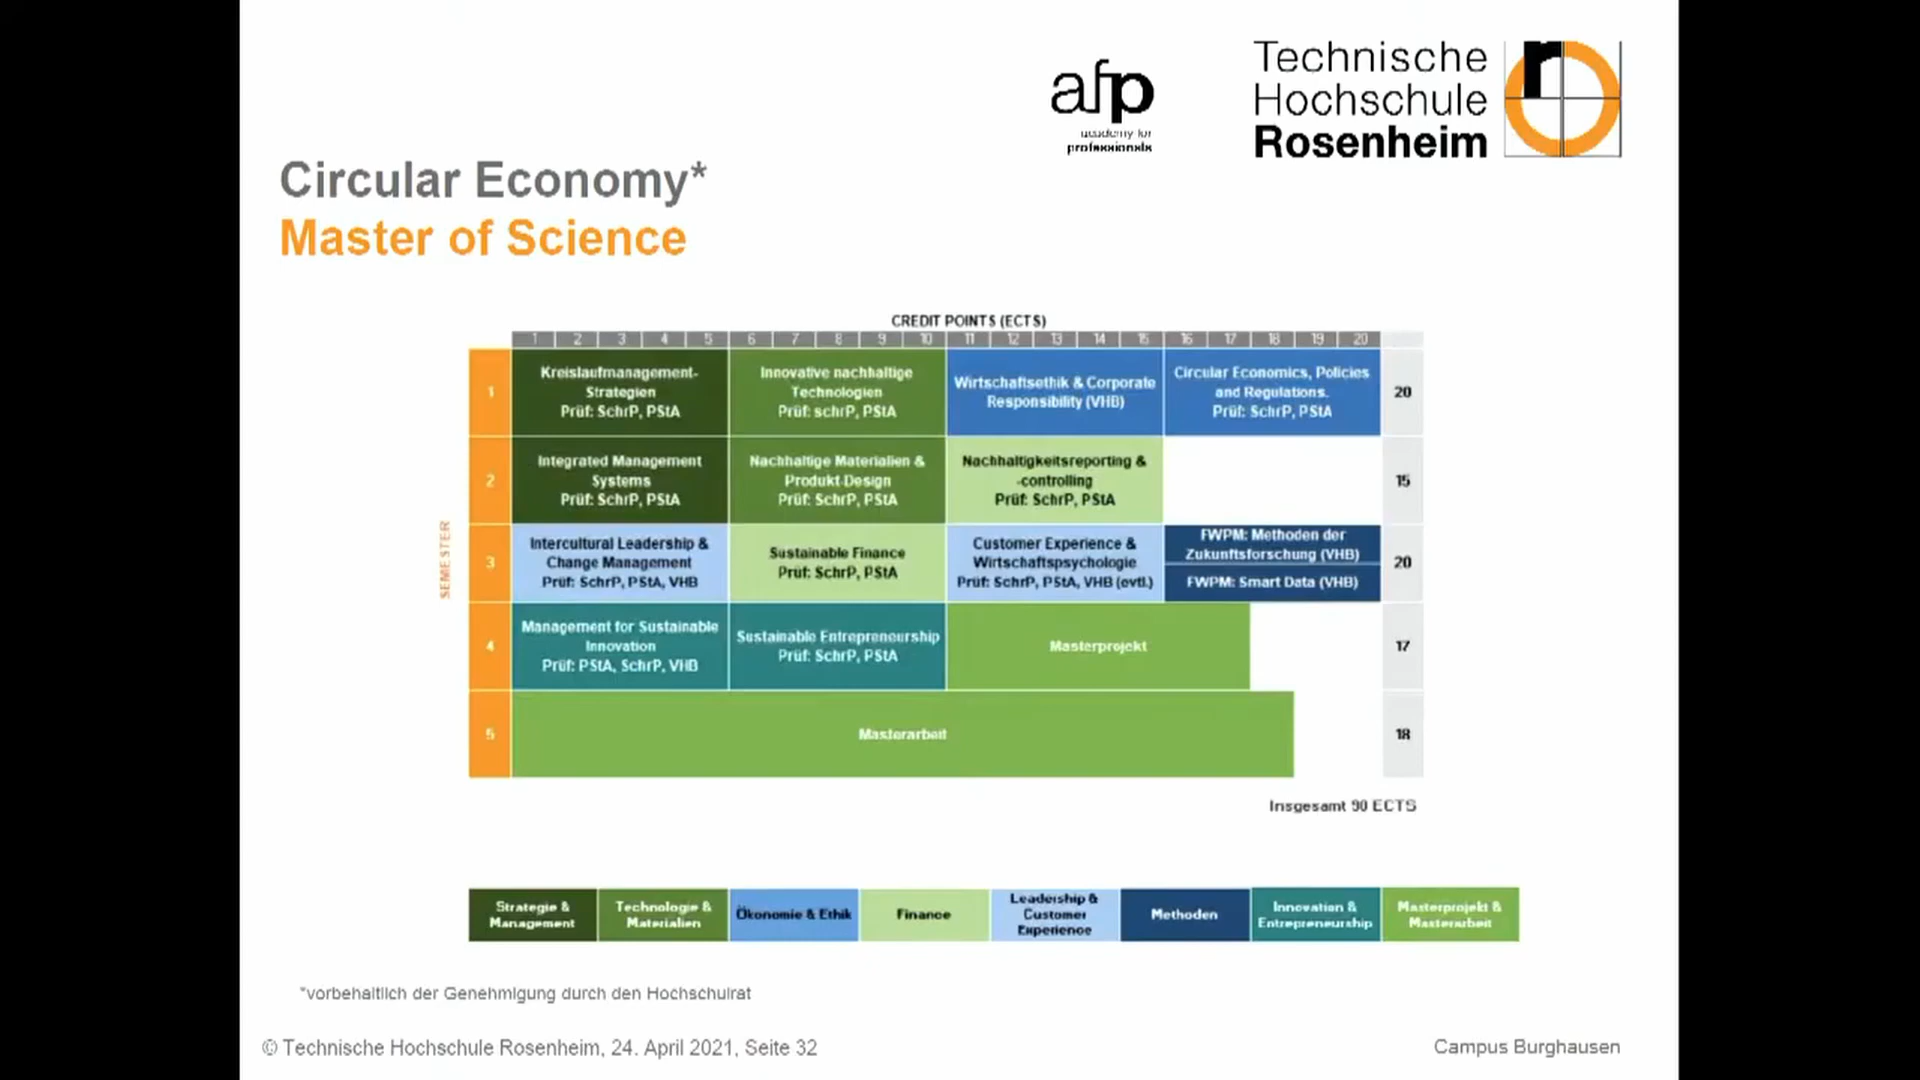 afp
academy for
professionals
Technische
Hochschule
Rosenheim
Circular Economy*
Master of Science
CREDIT POINTS (ECTS)
1 2 3 4 5 6 7 8 9 10 11 12 13 14 15 16 17 18 19 20
SEMESTER
1
Kreislaufmanagement-
Strategien
Prüf: SchrP, PStA
Innovative nachhaltige
Technologien
Prüf: schrP, PStA
Wirtschaftsethik & Corporate
Responsibility (VHB)
Circular Economics, Policies
and Regulations.
Prüf: SchrP, PStA
20
2
Integrated Management
Systems
Prüf: SchrP, PStA
Nachhaltige Materialien &
Produkt-Design
Prüf: SchrP, PStA
Nachhaltigkeitsreporting &
-controlling
Prüf: SchrP, PStA
15
3
Intercultural Leadership &
Change Management
Prüf: SchrP, PStA, VHB
Sustainable Finance
Prüf: SchrP, PStA
Customer Experience &
Wirtschaftspsychologie
Prüf: SchrP, PStA, VHB (evtl.)
FWPM: Methoden der
Zukunftsforschung (VHB)
FWPM: Smart Data (VHB)
20
4
Management for Sustainable
Innovation
Prüf: PStA, SchrP, VHB
Sustainable Entrepreneurship
Prüf: SchrP, PStA
Masterprojekt
17
5
Masterarbeit
18
Insgesamt 90 ECTS
Strategie &
Management
Technologie &
Materialien
Ökonomie & Ethik
Finance
Leadership &
Customer
Experience
Methoden
Innovation &
Entrepreneurship
Masterprojekt &
Masterarbeit
*vorbehaltlich der Genehmigung durch den Hochschulrat
© Technische Hochschule Rosenheim, 24. April 2021, Seite 32
Campus Burghausen